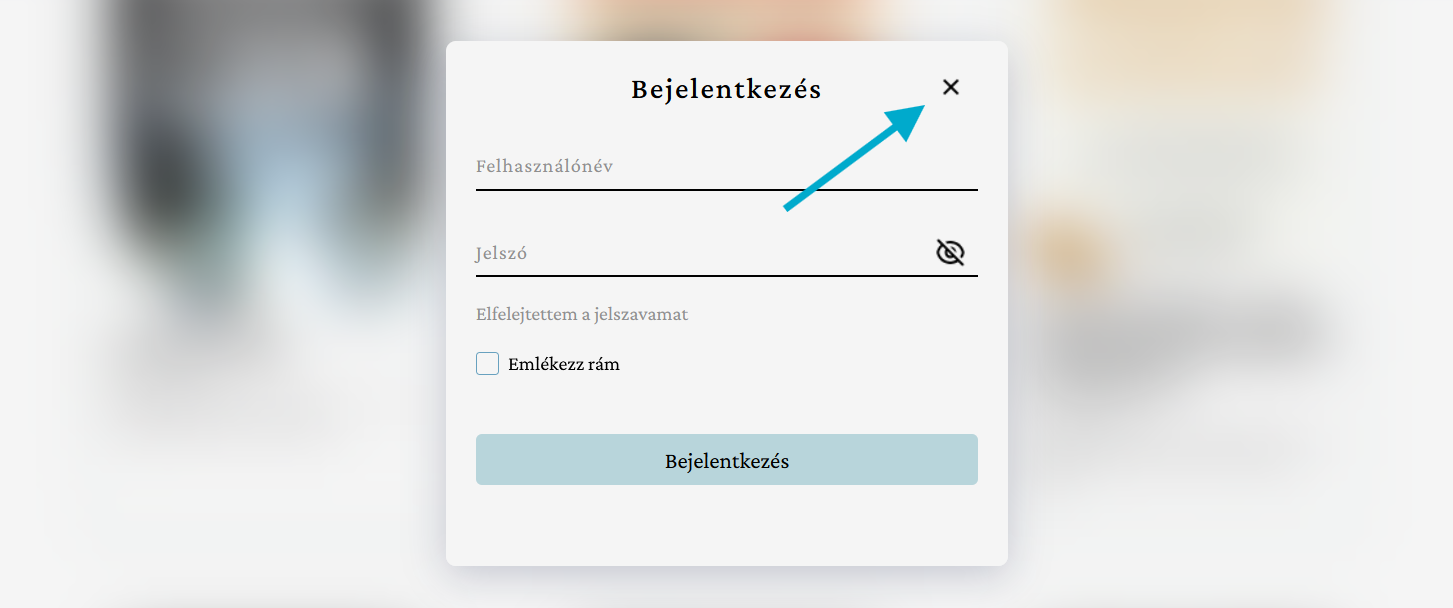 Bejelentkezés
Felhasználónév
Jelszó
Elfelejtettem a jelszavamat
Emlékezz rám
Bejelentkezés